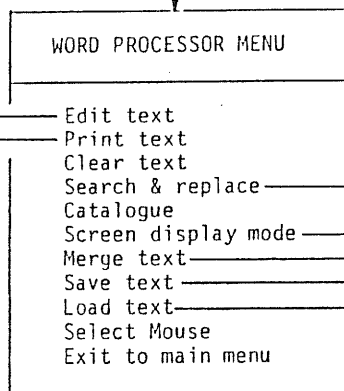 WORD PROCESSOR MENU
Edit text
Print text
Clear text
Search & replace
Catalogue
Screen display mode
Merge text
Save text
Load text
Select Mouse
Exit to main menu